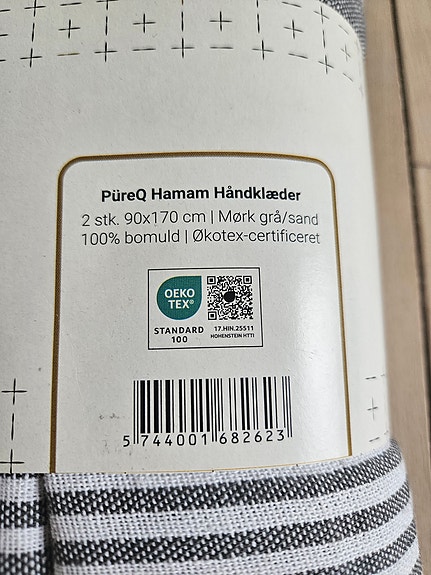 PüreQ Hamam Håndklæder
2 stk. 90x170 cm | Mørk grå/sand
100% bomuld | Økotex-certificeret
OEKO
TEX®
STANDARD
100
17.HIN.25511
HOHENSTEIN HTTI
5 744001 682623